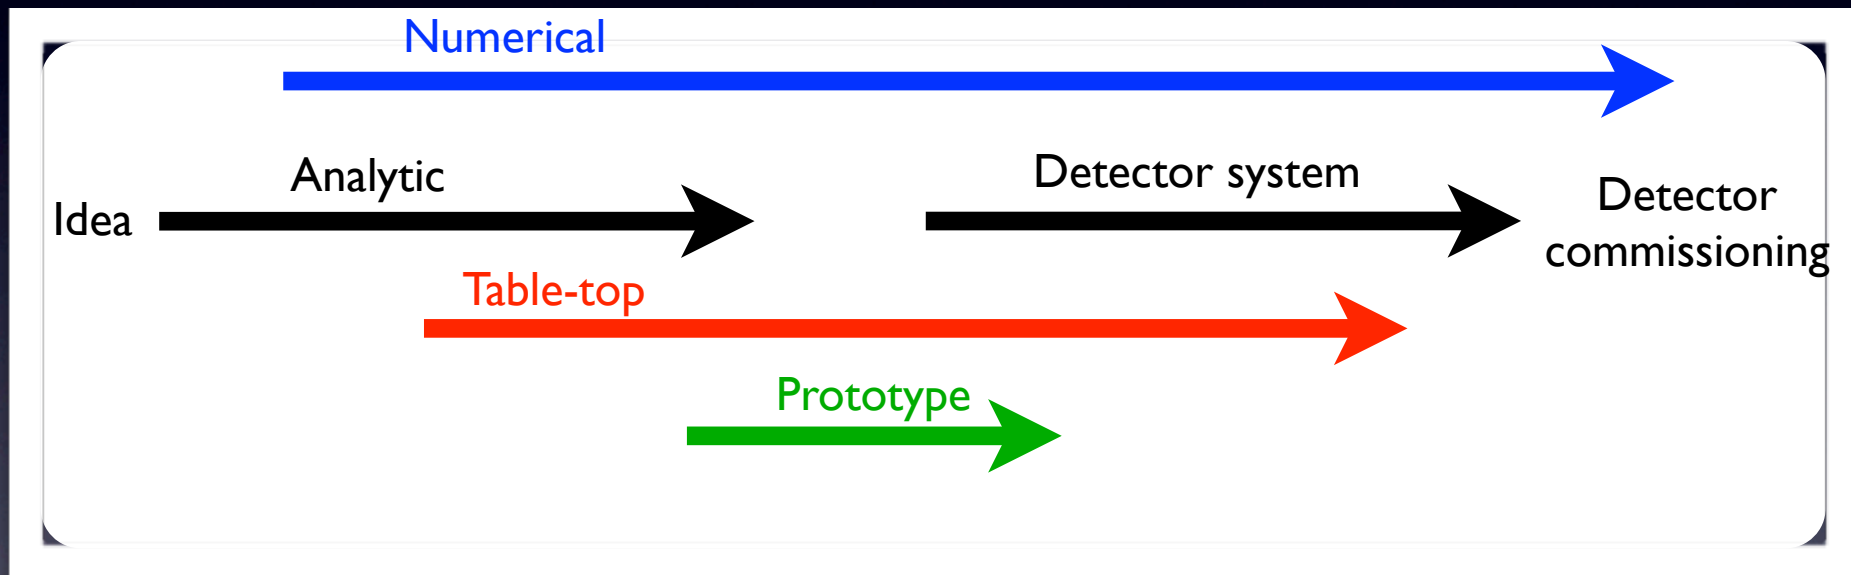 Numerical
Analytic
Detector system
Idea
Detector
commissioning
Table-top
Prototype